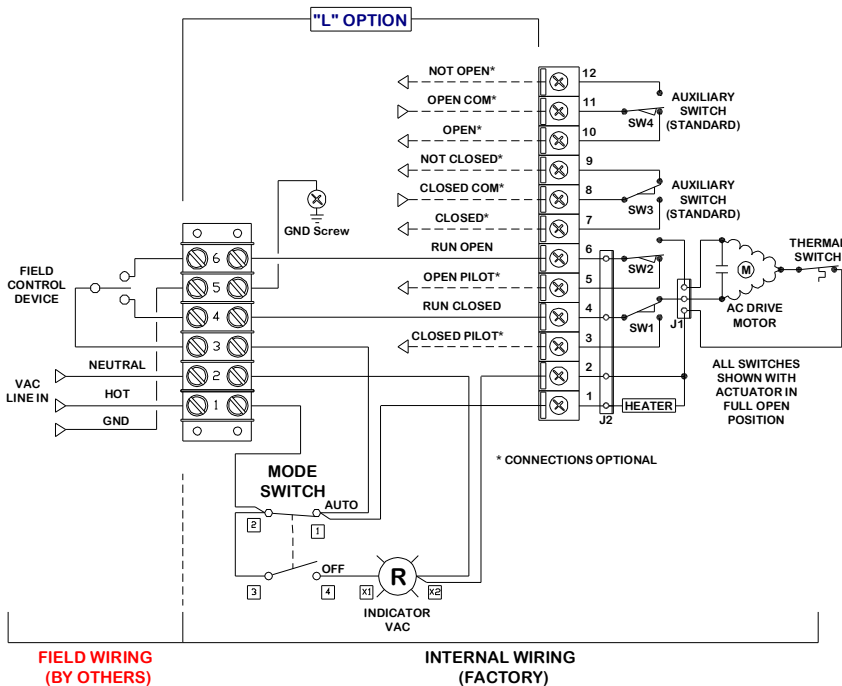 "L" OPTION
NOT OPEN*
12
OPEN COM*
11
SW4
AUXILIARY
SWITCH
(STANDARD)
OPEN*
10
NOT CLOSED*
9
CLOSED COM*
8
SW3
AUXILIARY
SWITCH
(STANDARD)
CLOSED*
7
GND Screw
RUN OPEN
6
6
SW2
THERMAL
SWITCH
M
FIELD
CONTROL
DEVICE
5
OPEN PILOT*
5
AC DRIVE
MOTOR
4
RUN CLOSED
4
SW1
J1
3
CLOSED PILOT*
3
VAC
LINE IN
NEUTRAL
2
2
HOT
1
1
HEATER
J2
GND
ALL SWITCHES
SHOWN WITH
ACTUATOR IN
FULL OPEN
POSITION
* CONNECTIONS OPTIONAL
MODE
SWITCH
AUTO
2
1
OFF
3
4
X1
R
X2
INDICATOR
VAC
FIELD WIRING
(BY OTHERS)
INTERNAL WIRING
(FACTORY)